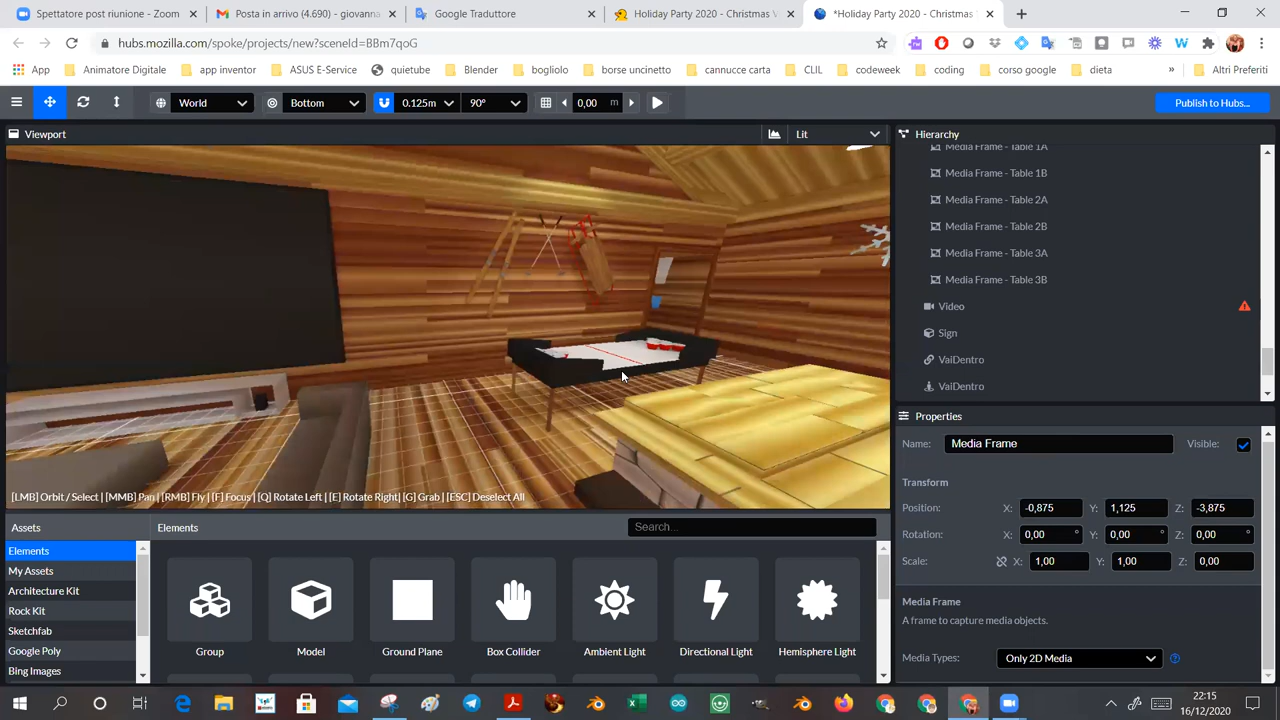 Spettatore post riunione - Zoom
Posta in arrivo (4.690) - giovanna
Google Traduttore
Holiday Party 2020 - Christmas V
*Holiday Party 2020 - Christmas
hubs.mozilla.com/spoke/projects/new?sceneId=BBm7qoG
App
Animatore Digitale
app inventor
ASUS E-Service
quietube
Blender
bogliolo
borse uncinetto
cannucce carta
CLIL
codeweek
coding
corso google
dieta
»
Altri Preferiti
World
Bottom
0.125m
90°
0,00 m
Publish to Hubs...
Viewport
Lit
Hierarchy
Media Frame - Table 1A
Media Frame - Table 1B
Media Frame - Table 2A
Media Frame - Table 2B
Media Frame - Table 3A
Media Frame - Table 3B
Video
Sign
VaiDentro
VaiDentro
[LMB] Orbit / Select | [MMB] Pan | [RMB] Fly | [F] Focus | [Q] Rotate Left | [E] Rotate Right| [G] Grab | [ESC] Deselect All
Properties
Name: Media Frame Visible:
Transform
Position: X: -0,875 Y: 1,125 Z: -3,875
Rotation: X: 0,00 ° Y: 0,00 ° Z: 0,00 °
Scale: X: 1,00 Y: 1,00 Z: 0,00
Media Frame
A frame to capture media objects.
Media Types: Only 2D Media
Assets
Elements
My Assets
Architecture Kit
Rock Kit
Sketchfab
Google Poly
Bing Images
Elements
Search...
Group
Model
Ground Plane
Box Collider
Ambient Light
Directional Light
Hemisphere Light
22:15
16/12/2020